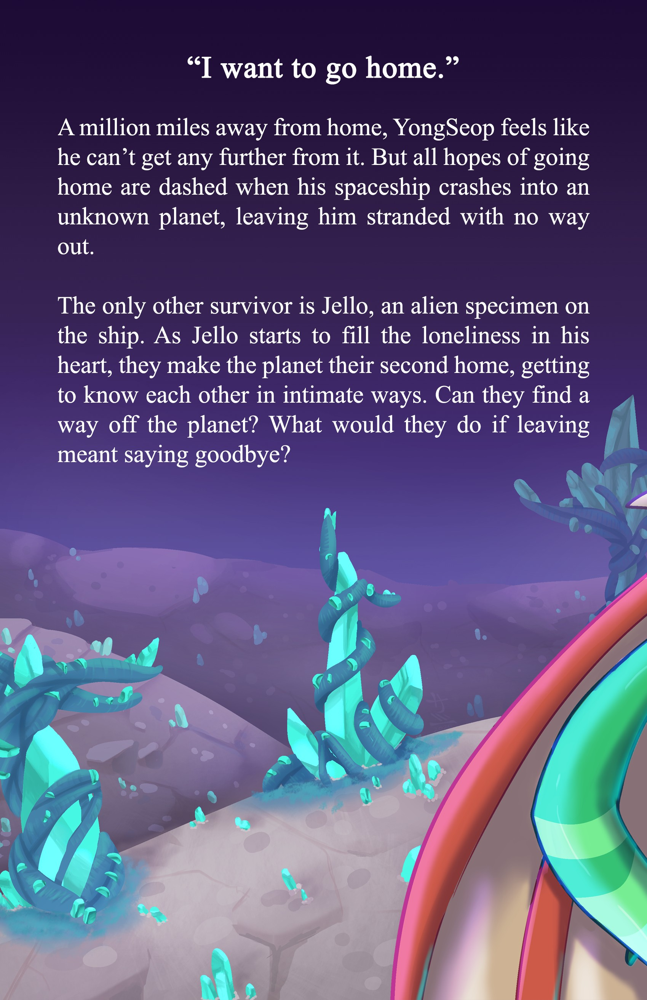 “I want to go home.”
A million miles away from home, YongSeop feels like
he can’t get any further from it. But all hopes of going
home are dashed when his spaceship crashes into an
unknown planet, leaving him stranded with no way
out.
The only other survivor is Jello, an alien specimen on
the ship. As Jello starts to fill the loneliness in his
heart, they make the planet their second home, getting
to know each other in intimate ways. Can they find a
way off the planet? What would they do if leaving
meant saying goodbye?